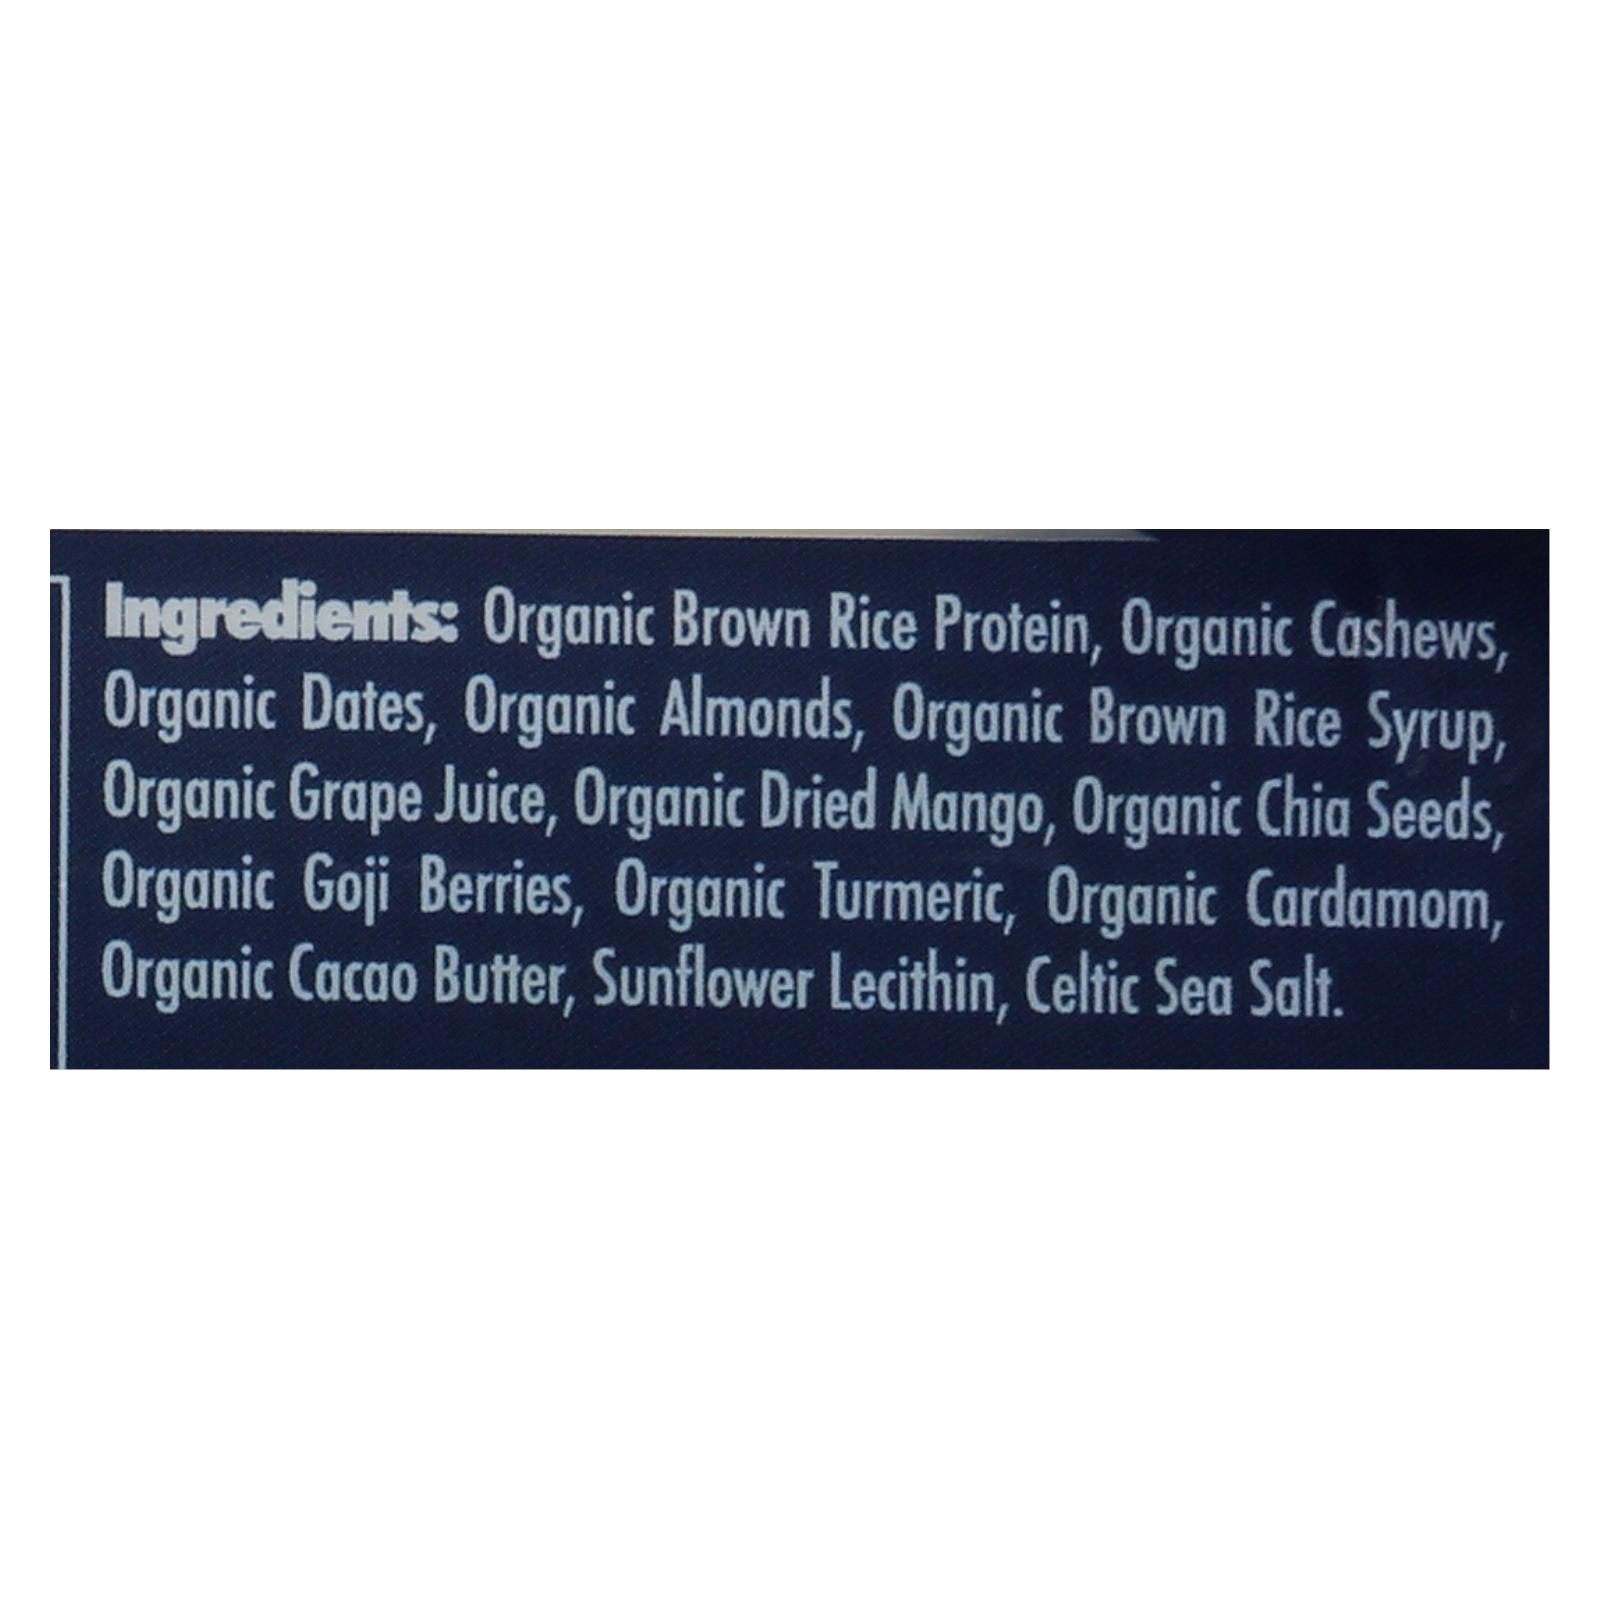 Ingredients: Organic Brown Rice Protein, Organic Cashews,
Organic Dates, Organic Almonds, Organic Brown Rice Syrup,
Organic Grape Juice, Organic Dried Mango, Organic Chia Seeds,
Organic Goji Berries, Organic Turmeric, Organic Cardamom,
Organic Cacao Butter, Sunflower Lecithin, Celtic Sea Salt.